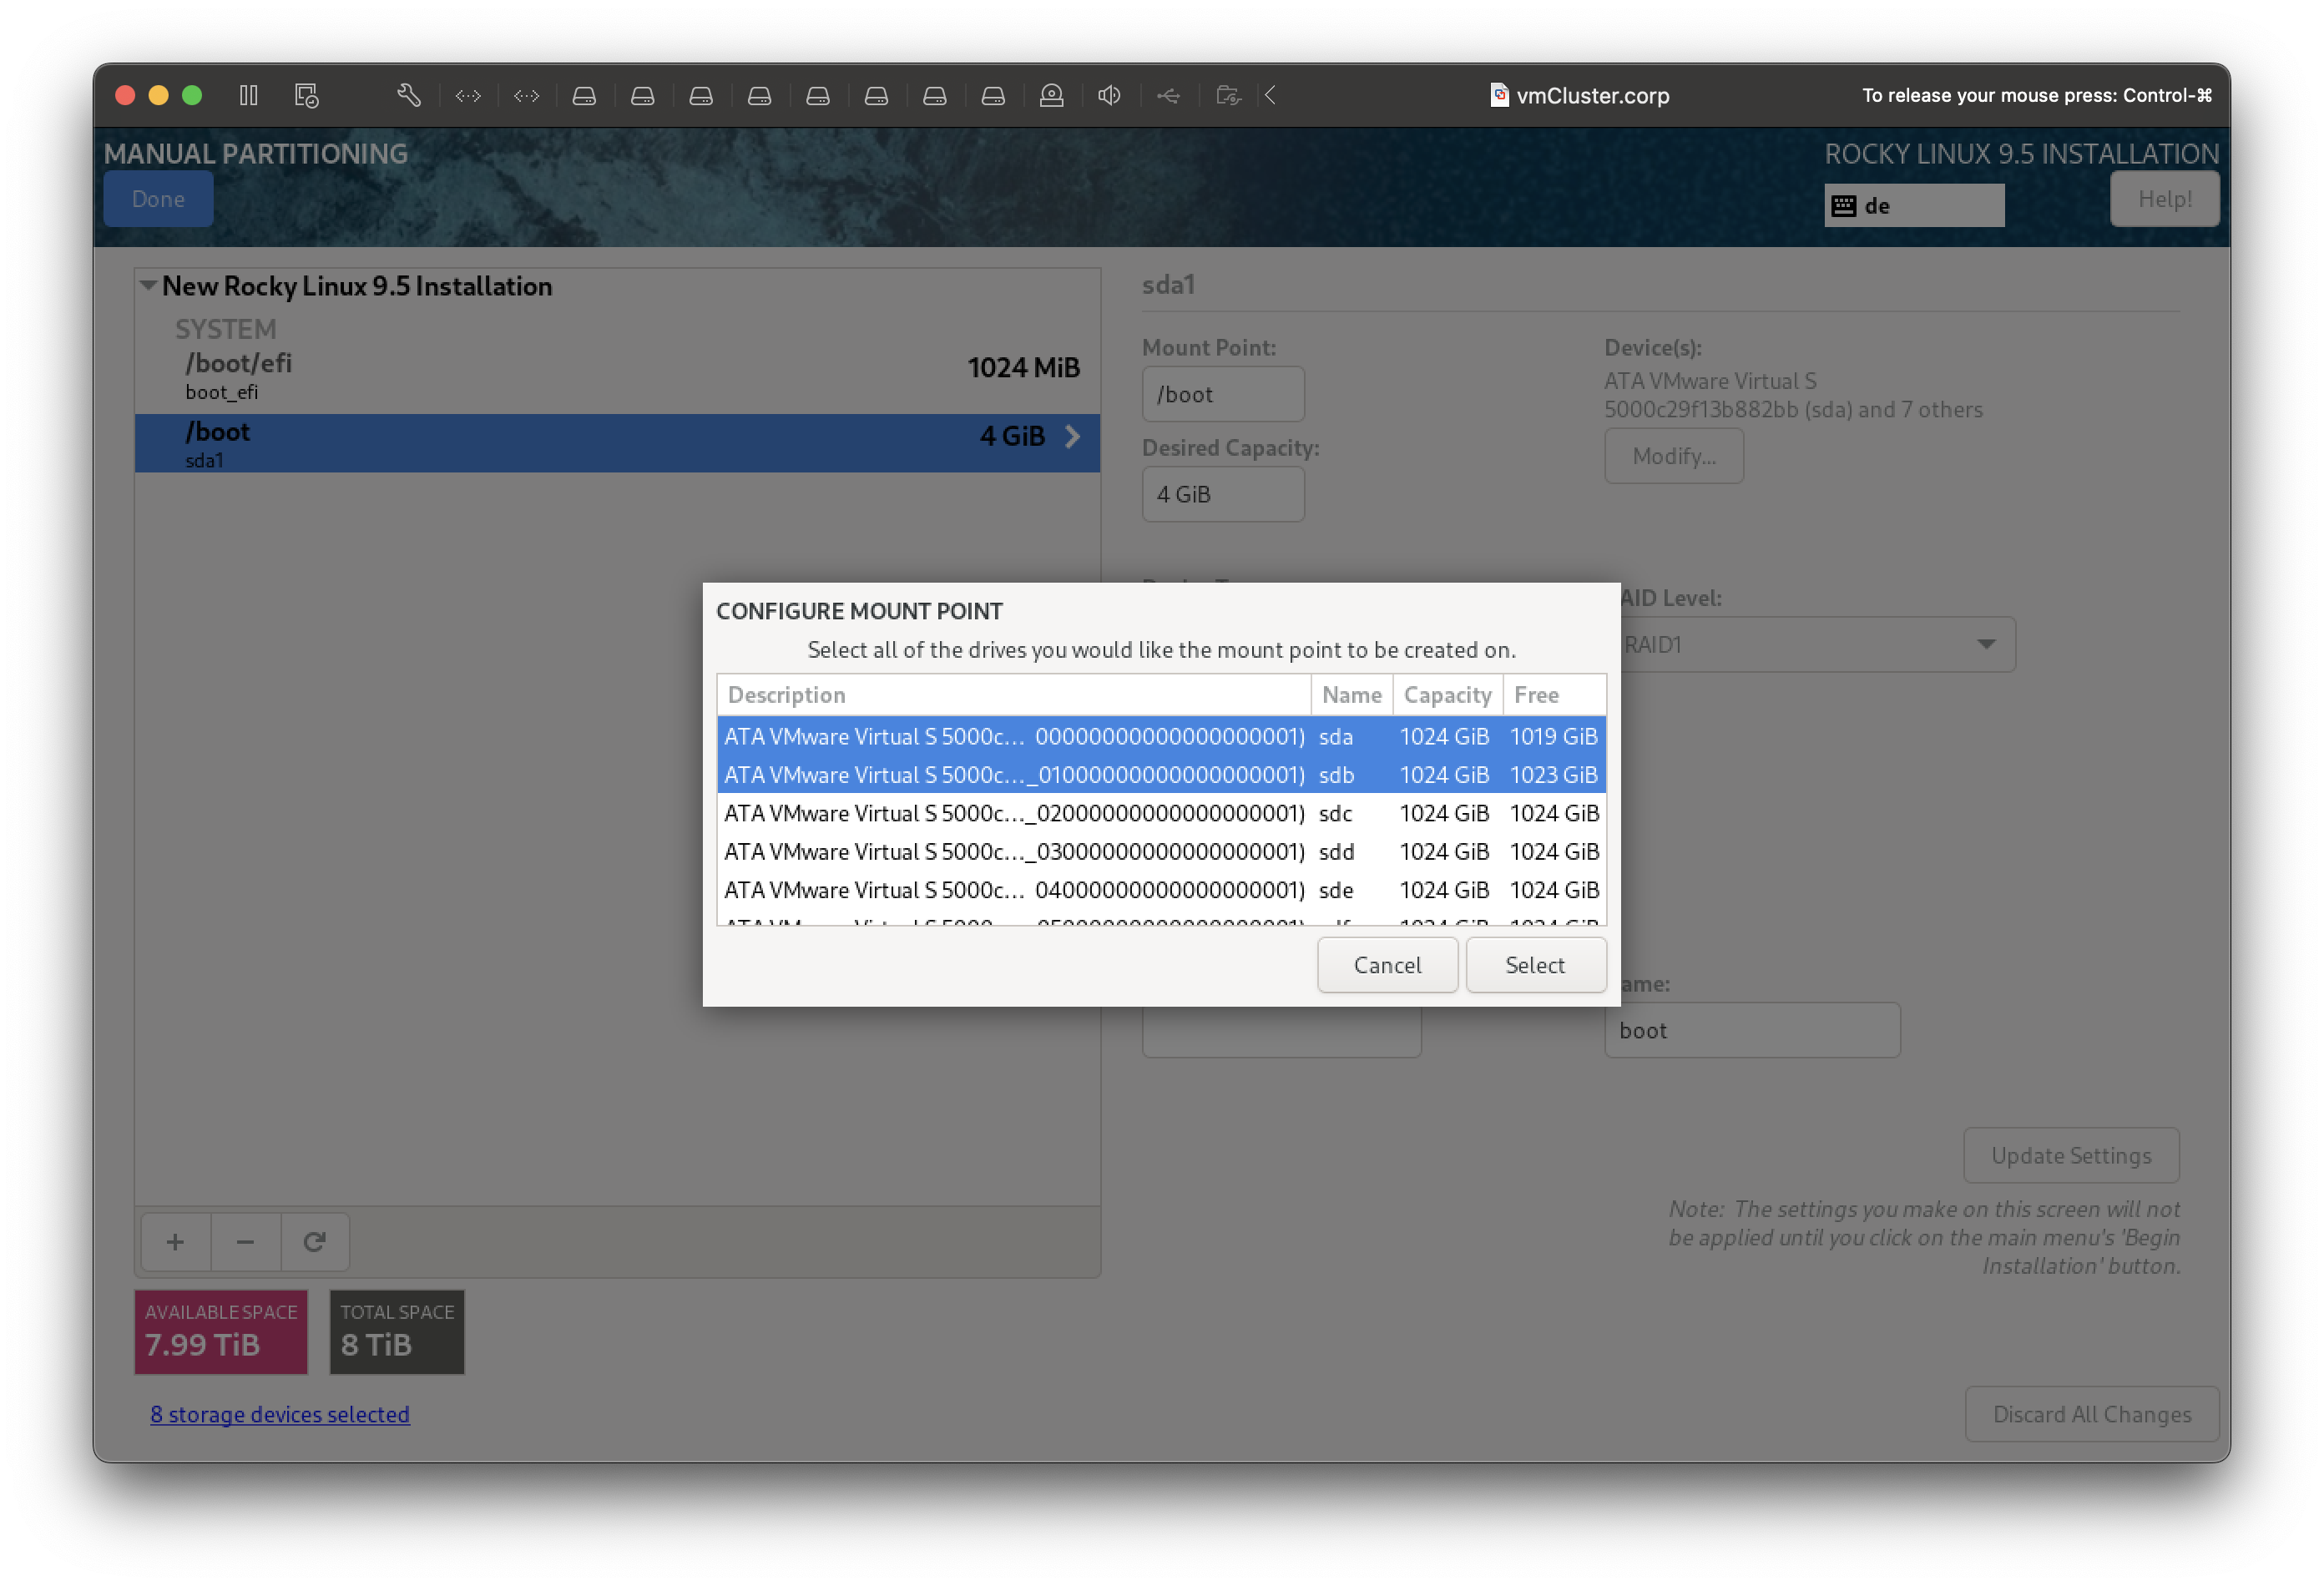 vmCluster.corp
To release your mouse press: Control-⌘
MANUAL PARTITIONING
ROCKY LINUX 9.5 INSTALLATION
Done
de
Help!
New Rocky Linux 9.5 Installation
SYSTEM
/boot/efi
1024 MiB
boot_efi
/boot
4 GiB
sda1
sda1
Mount Point:
Device(s):
/boot
ATA VMware Virtual S
5000c29f13b882bb (sda) and 7 others
Modify...
Desired Capacity:
4 GiB
AID Level:
RAID1
CONFIGURE MOUNT POINT
Select all of the drives you would like the mount point to be created on.
Description Name Capacity Free
ATA VMware Virtual S 5000c… 00000000000000000001) sda 1024 GiB 1019 GiB
ATA VMware Virtual S 5000c…_01000000000000000001) sdb 1024 GiB 1023 GiB
ATA VMware Virtual S 5000c…_02000000000000000001) sdc 1024 GiB 1024 GiB
ATA VMware Virtual S 5000c…_03000000000000000001) sdd 1024 GiB 1024 GiB
ATA VMware Virtual S 5000c… 04000000000000000001) sde 1024 GiB 1024 GiB
Cancel
Select
ame:
boot
Update Settings
Note: The settings you make on this screen will not
be applied until you click on the main menu's 'Begin
Installation' button.
AVAILABLE SPACE
7.99 TiB
TOTAL SPACE
8 TiB
8 storage devices selected
Discard All Changes